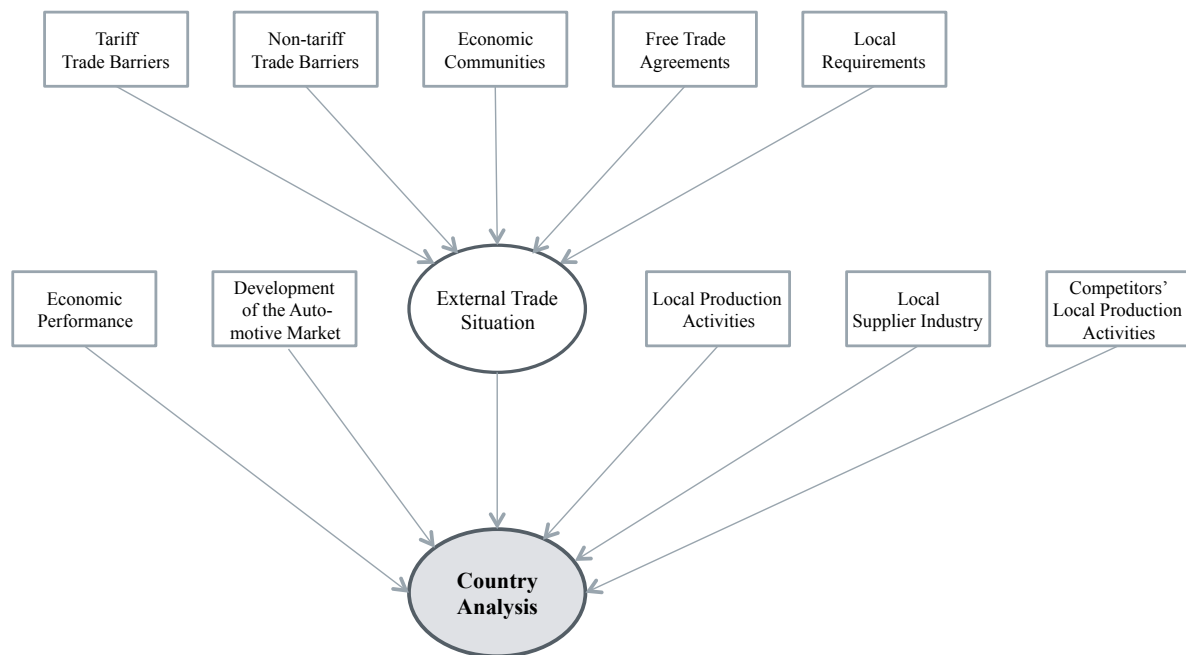 Tariff
Trade Barriers
Non-tariff
Trade Barriers
Economic
Communities
Free Trade
Agreements
Local
Requirements
Economic
Performance
Development
of the Auto-
motive Market
External Trade
Situation
Local Production
Activities
Local
Supplier Industry
Competitors’
Local Production
Activities
Country
Analysis